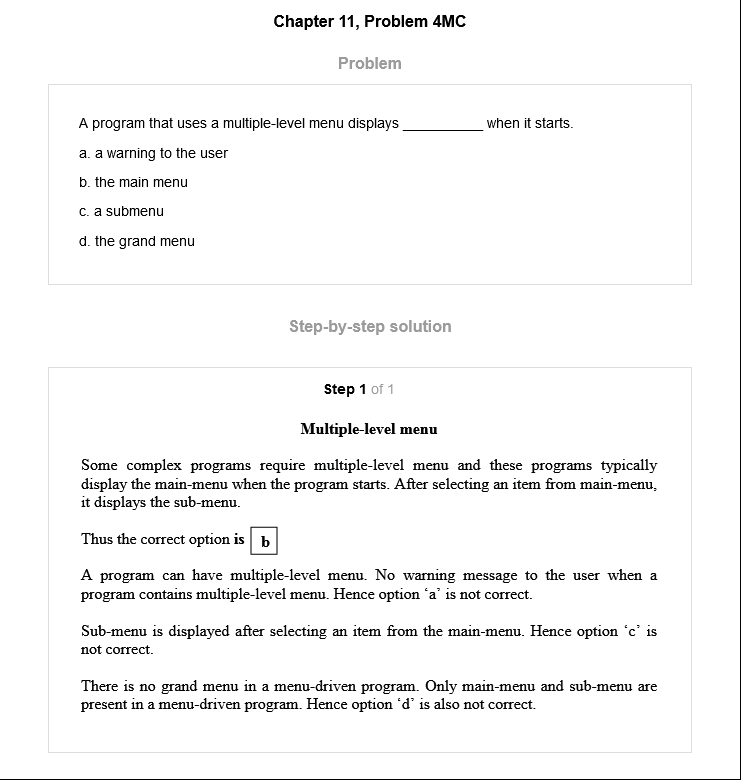 Chapter 11, Problem 4MC
Problem
A program that uses a multiple-level menu displays __________ when it starts.
a. a warning to the user
b. the main menu
c. a submenu
d. the grand menu
Step-by-step solution
Step 1 of 1
Multiple-level menu
Some complex programs require multiple-level menu and these programs typically
display the main-menu when the program starts. After selecting an item from main-menu,
it displays the sub-menu.
Thus the correct option is b
A program can have multiple-level menu. No warning message to the user when a
program contains multiple-level menu. Hence option ‘a’ is not correct.
Sub-menu is displayed after selecting an item from the main-menu. Hence option ‘c’ is
not correct.
There is no grand menu in a menu-driven program. Only main-menu and sub-menu are
present in a menu-driven program. Hence option ‘d’ is also not correct.